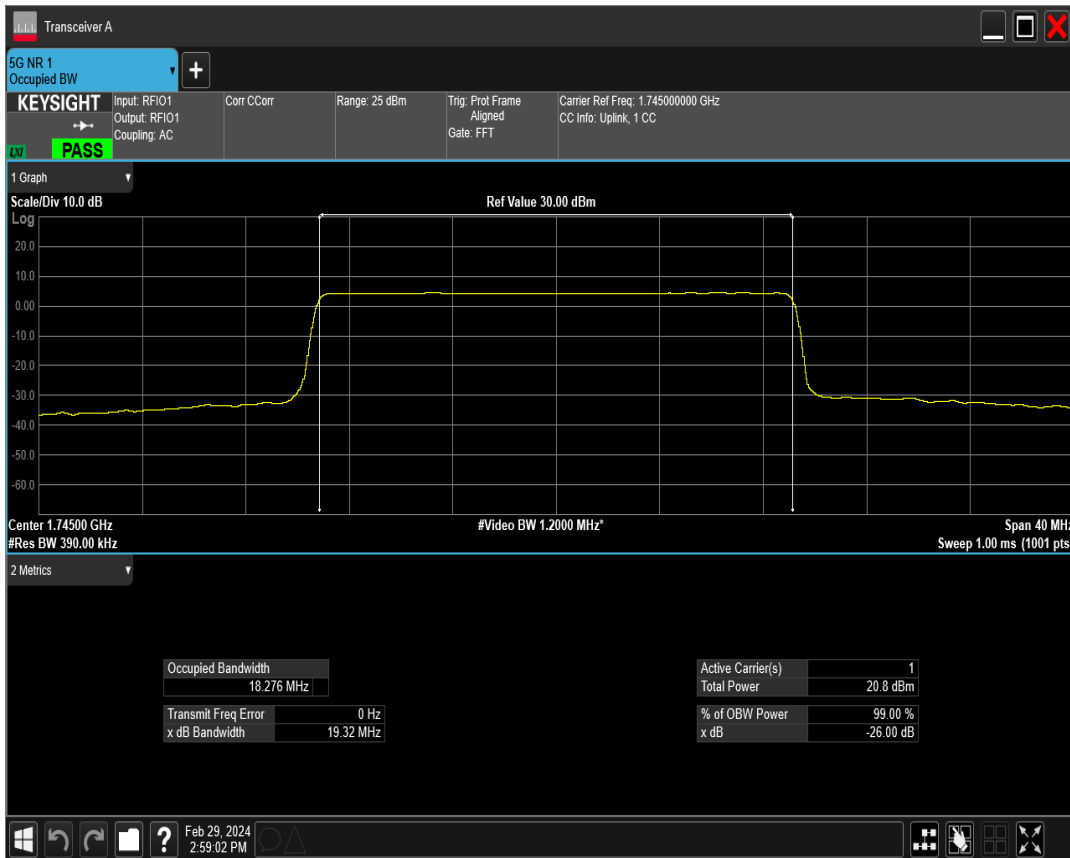 Transceiver A
5G NR 1
Occupied BW
KEYSIGHT
LXI
PASS
Input: RFIO1
Output: RFIO1
Coupling: AC
Corr CCorr
Range: 25 dBm
Trig: Prot Frame
Aligned
Gate: FFT
Carrier Ref Freq: 1.745000000 GHz
CC Info: Uplink, 1 CC
1 Graph
Scale/Div 10.0 dB
Ref Value 30.00 dBm
Log
20.0
10.0
0.00
-10.0
-20.0
-30.0
-40.0
-50.0
-60.0
Center 1.74500 GHz
#Video BW 1.2000 MHz*
Span 40 MHz
#Res BW 390.00 kHz
Sweep 1.00 ms (1001 pts
2 Metrics
Occupied Bandwidth
18.276 MHz
Transmit Freq Error 0 Hz
x dB Bandwidth 19.32 MHz
Active Carrier(s) 1
Total Power 20.8 dBm
% of OBW Power 99.00 %
x dB -26.00 dB
?
Feb 29, 2024
2:59:02 PM